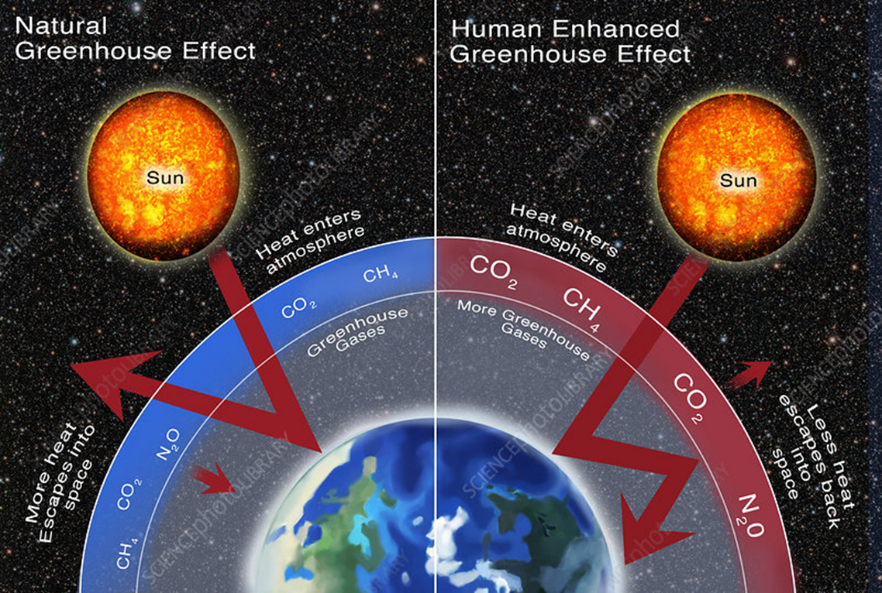 Natural
Greenhouse Effect
Sun
Heat enters
atmosphere
CH₄
CO₂
Greenhouse
Gases
N₂O
CO₂
CH₄
More heat
Escapes into
space
Human Enhanced
Greenhouse Effect
Sun
Heat enters
atmosphere
CO₂
CH₄
More Greenhouse
Gases
CO₂
N₂O
Less heat
escapes back
into
space
SCIENCEphotOLIBRARY